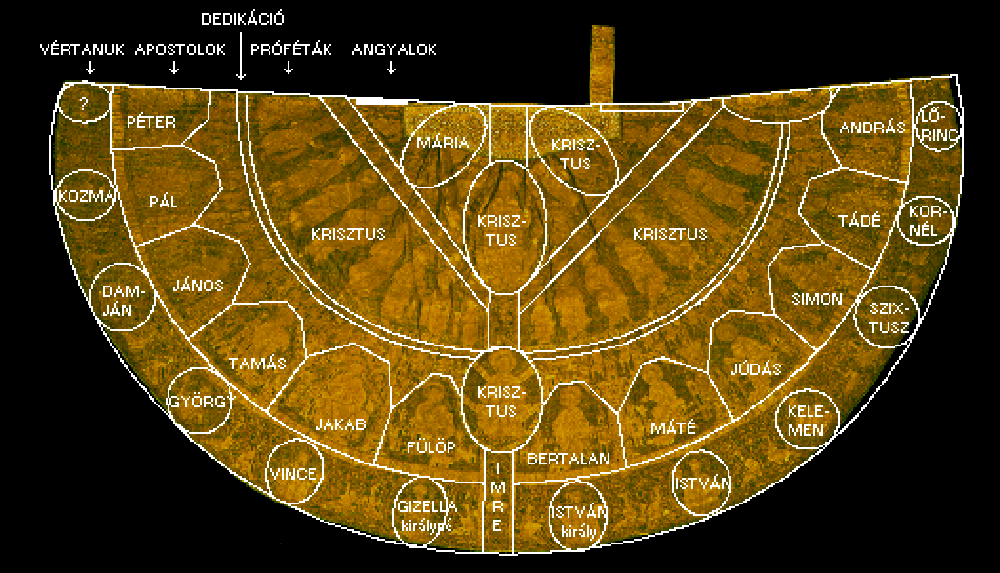 DEDIKÁCIÓ
VÉRTANUK APOSTOLOK PRÓFÉTÁK ANGYALOK
?
PÉTER
MÁRIA
KRISZ-
TUS
ANDRÁS
LŐ-
RINC
KOZMA
PÁL
KRISZTUS
KRISZ-
TUS
KRISZTUS
TÁDÉ
KOR-
NÉL
DAM-
JÁN
JÁNOS
SIMON
SZIX-
TUSZ
TAMÁS
JÚDÁS
GYÖRGY
JAKAB
FÜLÖP
KRISZ-
TUS
BERTALAN
MÁTÉ
KELE-
MEN
VINCE
GIZELLA
királyné
I
M
R
E
ISTVÁN
király
ISTVÁN